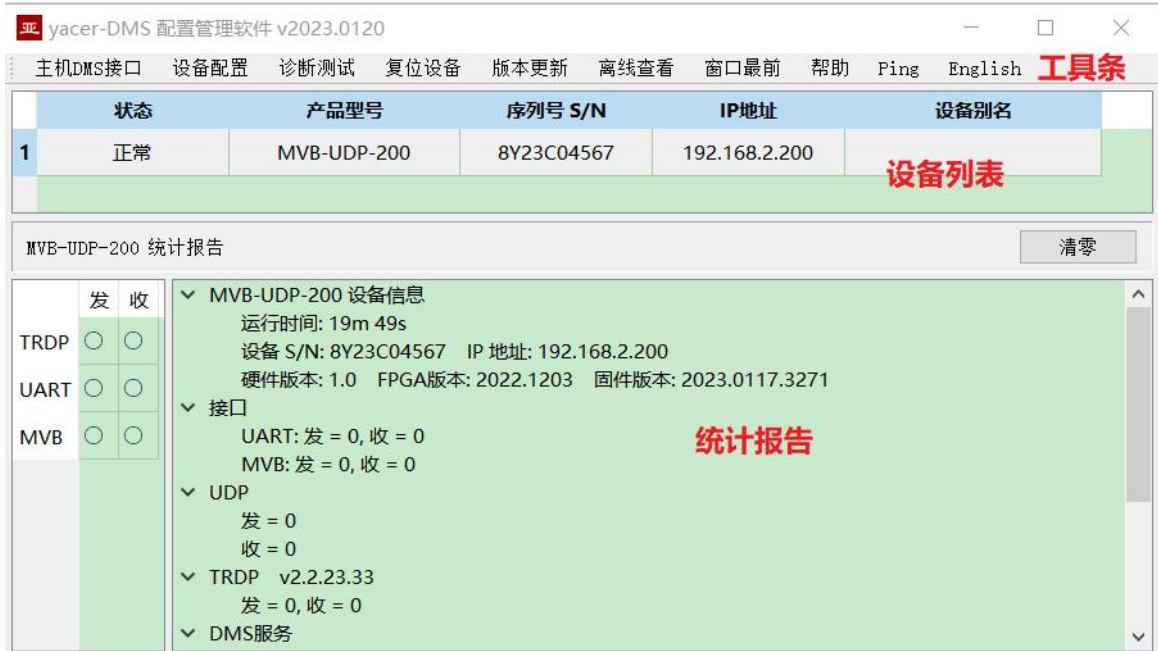 亚 yacer-DMS 配置管理软件 v2023.0120
主机DMS接口 设备配置 诊断测试 复位设备 版本更新 离线查看 窗口最前 帮助 Ping English 工具条
状态 产品型号 序列号 S/N IP地址 设备别名
1 正常 MVB-UDP-200 8Y23C04567 192.168.2.200
设备列表
MVB-UDP-200 统计报告 清零
发 收
TRDP
UART
MVB
MVB-UDP-200 设备信息
运行时间: 19m 49s
设备 S/N: 8Y23C04567 IP 地址: 192.168.2.200
硬件版本: 1.0 FPGA版本: 2022.1203 固件版本: 2023.0117.3271
接口
UART: 发 = 0, 收 = 0
MVB: 发 = 0, 收 = 0
统计报告
UDP
发 = 0
收 = 0
TRDP v2.2.23.33
发 = 0, 收 = 0
DMS服务